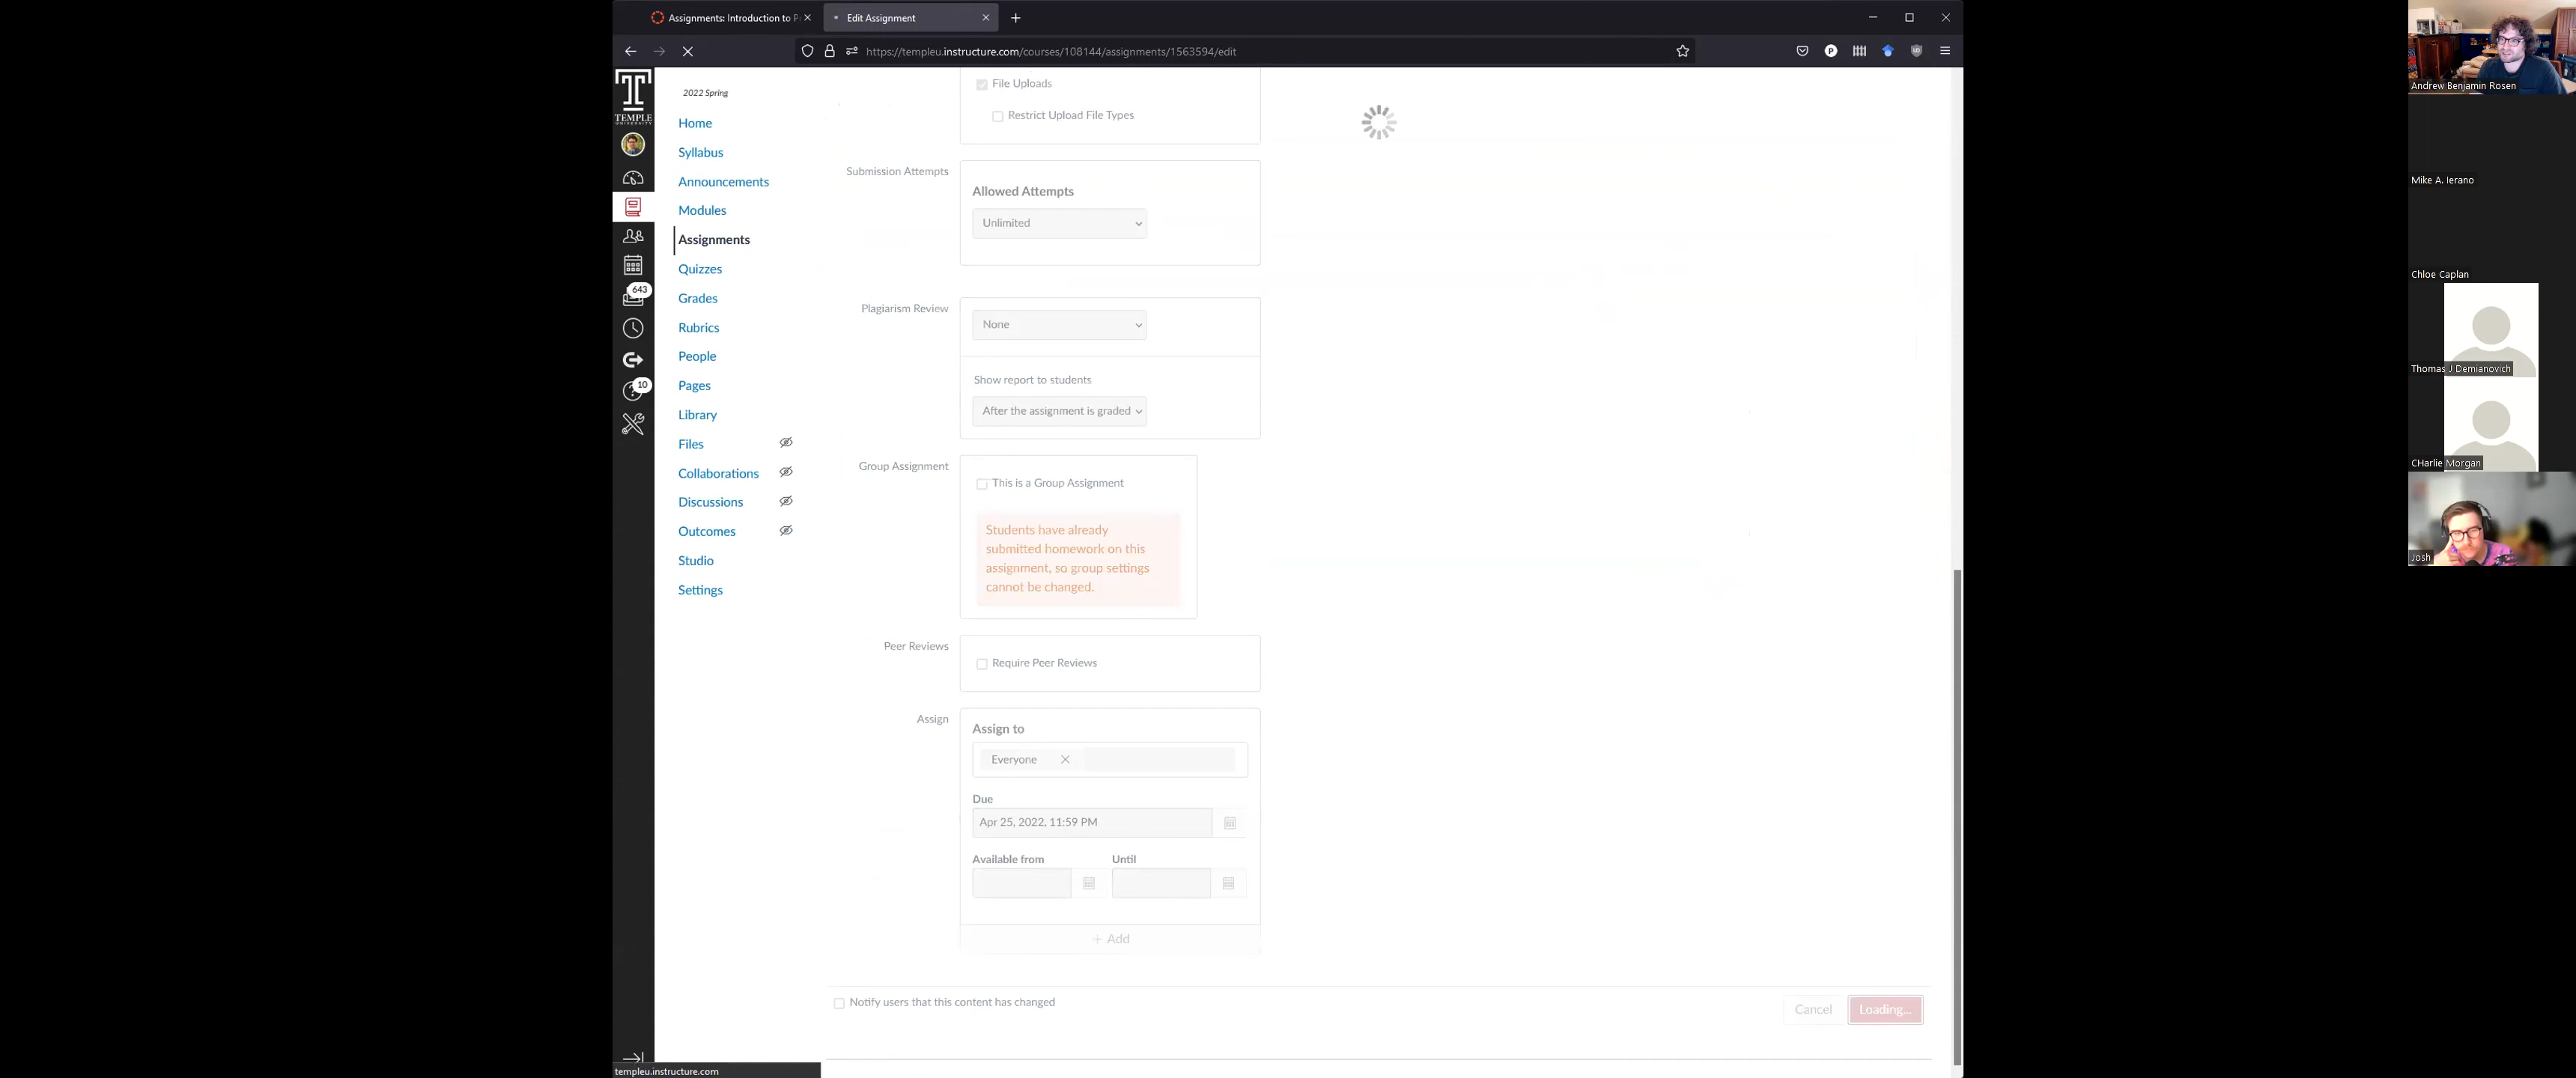 Assignments: Introduction to P
Edit Assignment
https://templeu.instructure.com/courses/108144/assignments/1563594/edit
TEMPLE
UNIVERSITY
643
10
2022 Spring
Home
Syllabus
Announcements
Modules
Assignments
Quizzes
Grades
Rubrics
People
Pages
Library
Files
Collaborations
Discussions
Outcomes
Studio
Settings
File Uploads
Restrict Upload File Types
Submission Attempts
Allowed Attempts
Unlimited
Plagiarism Review
None
Show report to students
After the assignment is graded
Group Assignment
This is a Group Assignment
Students have already
submitted homework on this
assignment, so group settings
cannot be changed.
Peer Reviews
Require Peer Reviews
Assign
Assign to
Everyone
Due
Apr 25, 2022, 11:59 PM
Available from
Until
+ Add
Notify users that this content has changed
Cancel
Loading...
templeu.instructure.com
Andrew Benjamin Rosen
Mike A. Ierano
Chloe Caplan
Thomas J Demianovich
CHarlie Morgan
Josh